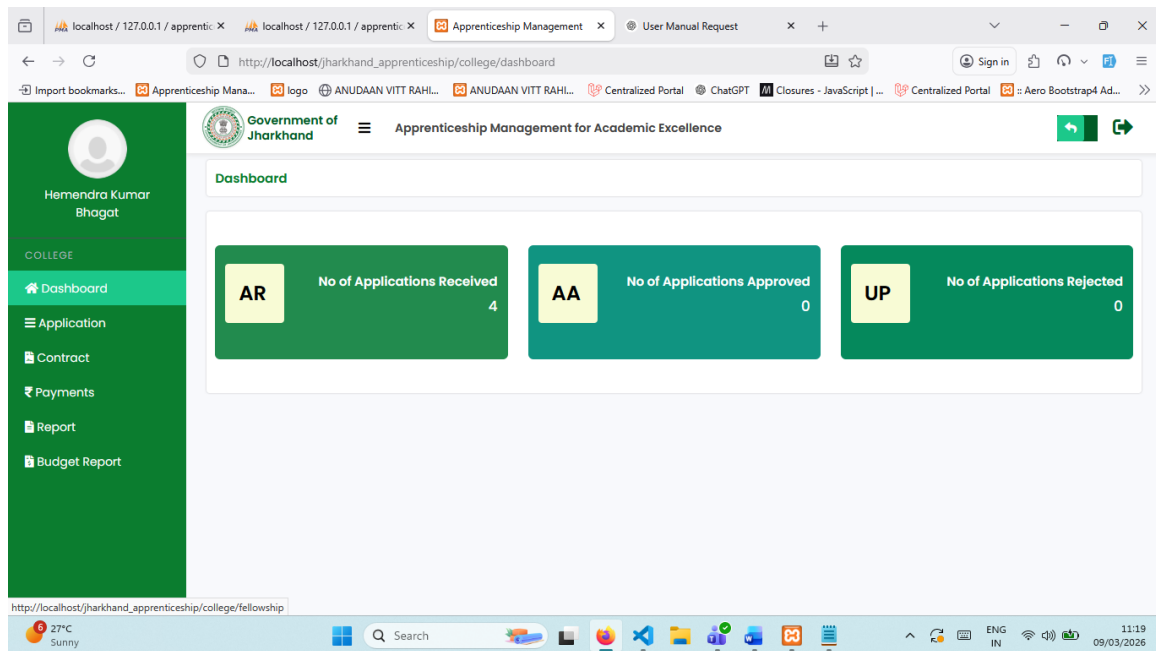 localhost / 127.0.0.1 / apprentic
localhost / 127.0.0.1 / apprentic
Apprenticeship Management
User Manual Request
http://localhost/jharkhand_apprenticeship/college/dashboard
Sign in
Import bookmarks...
Apprenticeship Mana...
logo
ANUDAAN VITT RAHI...
ANUDAAN VITT RAHI...
Centralized Portal
ChatGPT
Closures - JavaScript | ...
Centralized Portal
:: Aero Bootstrap4 Ad...
Hemendra Kumar
Bhagat
COLLEGE
Dashboard
Application
Contract
Payments
Report
Budget Report
Government of
Jharkhand
Apprenticeship Management for Academic Excellence
Dashboard
AR
No of Applications Received
4
AA
No of Applications Approved
0
UP
No of Applications Rejected
0
http://localhost/jharkhand_apprenticeship/college/fellowship
6
27°C
Sunny
Search
ENG
IN
11:19
09/03/2026